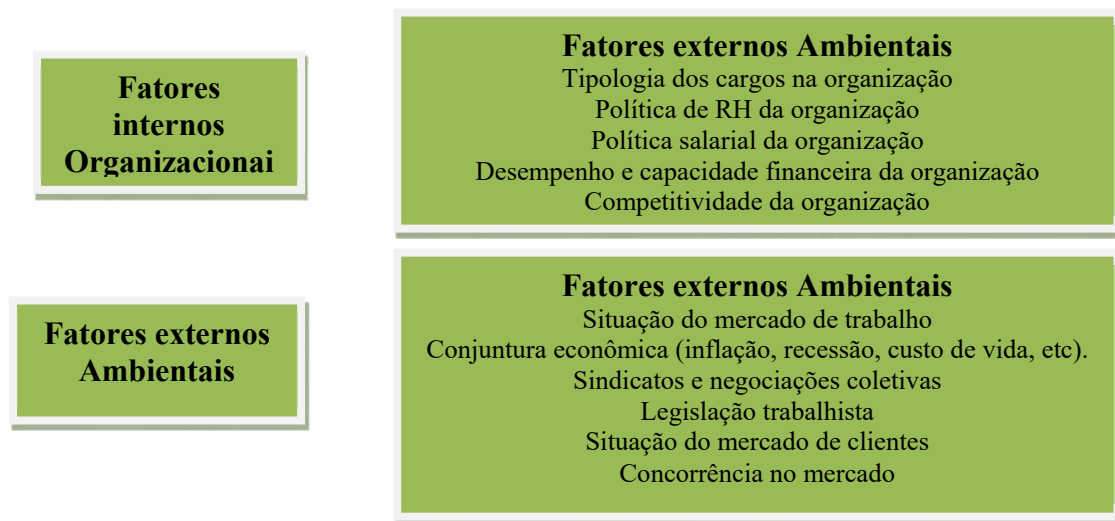 Fatores
internos
Organizacionai
Fatores externos Ambientais
Tipologia dos cargos na organização
Política de RH da organização
Política salarial da organização
Desempenho e capacidade financeira da organização
Competitividade da organização
Fatores externos
Ambientais
Fatores externos Ambientais
Situação do mercado de trabalho
Conjuntura econômica (inflação, recessão, custo de vida, etc).
Sindicatos e negociações coletivas
Legislação trabalhista
Situação do mercado de clientes
Concorrência no mercado